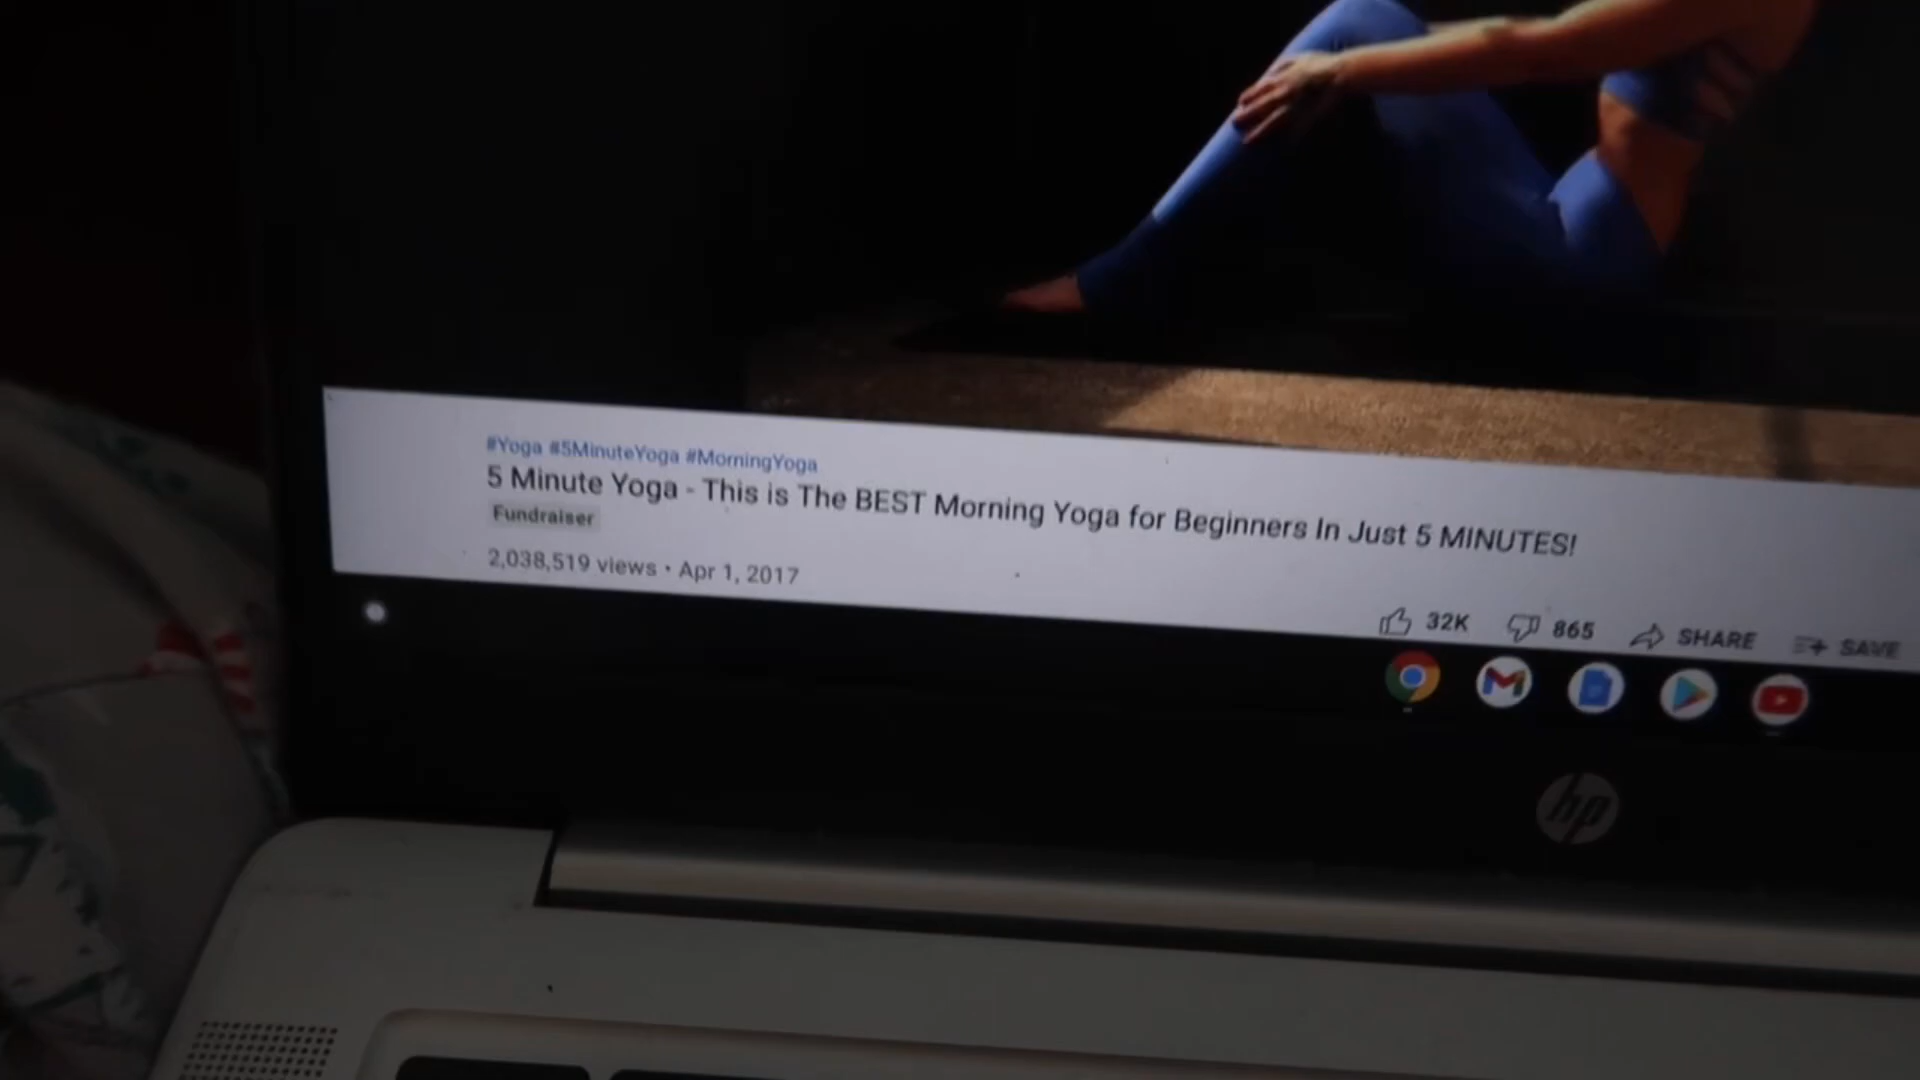 #Yoga #5MinuteYoga #MorningYoga
5 Minute Yoga - This is The BEST Morning Yoga for Beginners In Just 5 MINUTES!
Fundraiser
2,038,519 views • Apr 1, 2017
32K 865 SHARE SAVE
hp